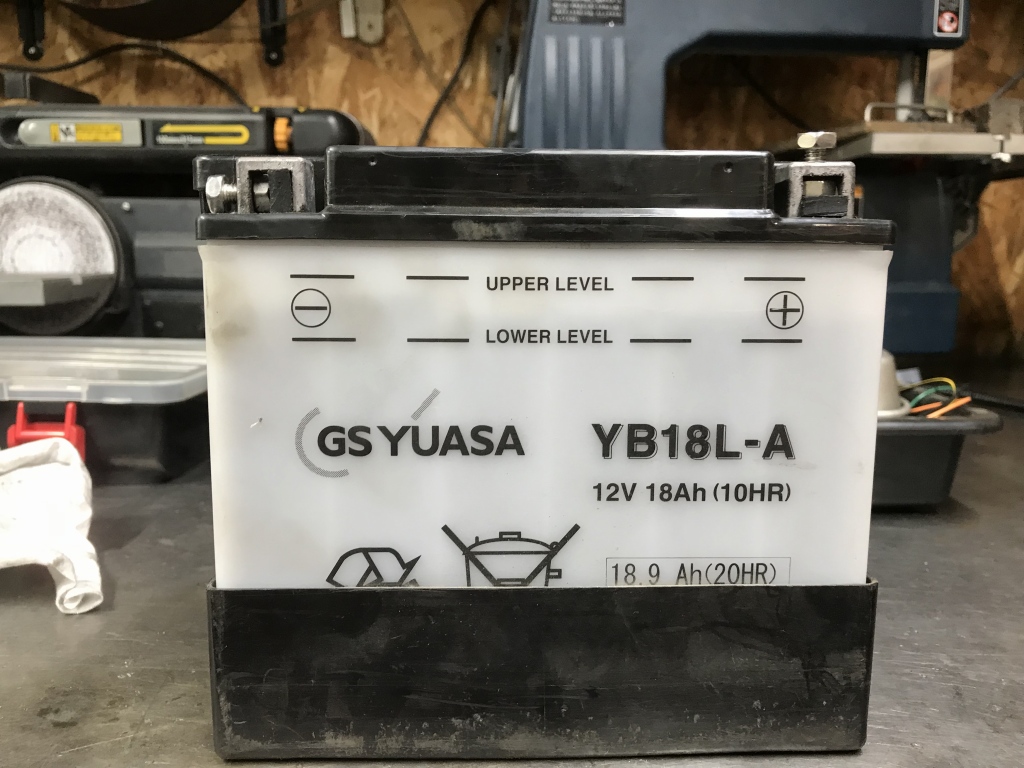 UPPER LEVEL
LOWER LEVEL
GS YUASA
YB18L-A
12V 18Ah (10HR)
18.9 Ah(20HR)